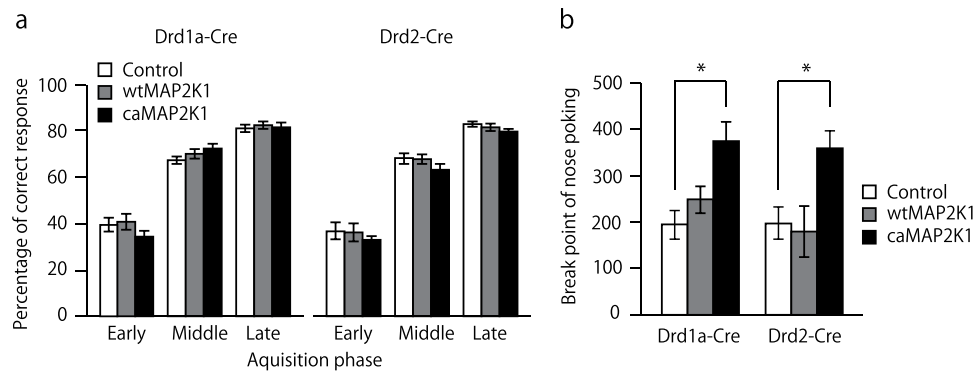 a
Drd1a-Cre
Drd2-Cre
Control
wtMAP2K1
caMAP2K1
Percentage of correct response
100
80
60
40
20
0
Early
Middle
Late
Early
Middle
Late
Aquisition phase
b
*
*
Break point of nose poking
500
400
300
200
100
0
Control
wtMAP2K1
caMAP2K1
Drd1a-Cre
Drd2-Cre